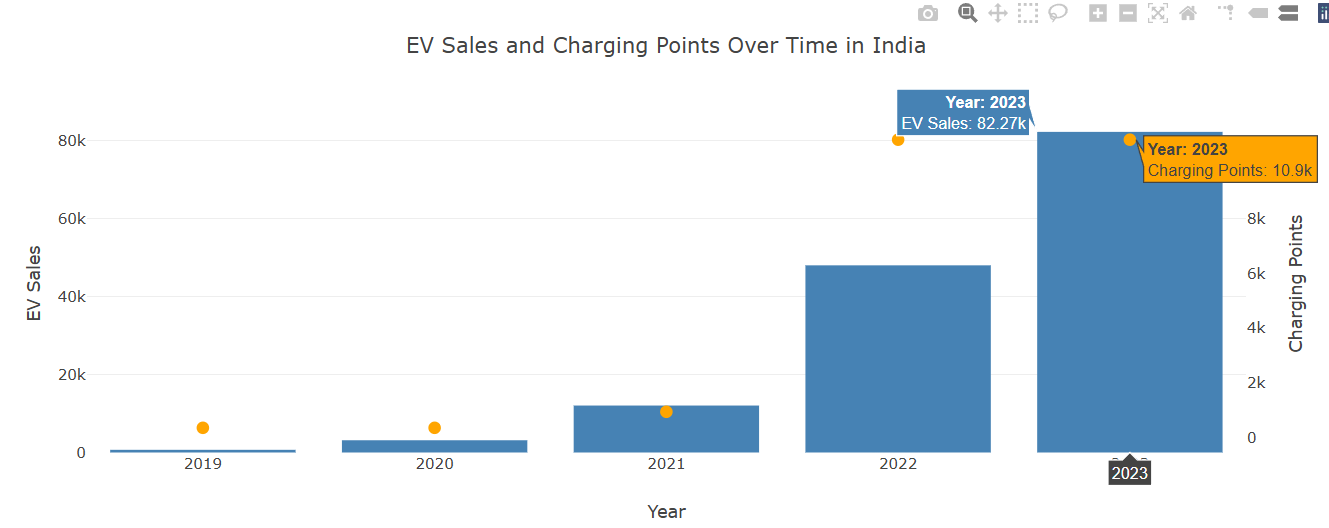 EV Sales and Charging Points Over Time in India
Year: 2023
EV Sales: 82.27k
Year: 2023
Charging Points: 10.9k
80k
60k
40k
20k
0
EV Sales
8k
6k
4k
2k
0
Charging Points
2019
2020
2021
2022
2023
Year